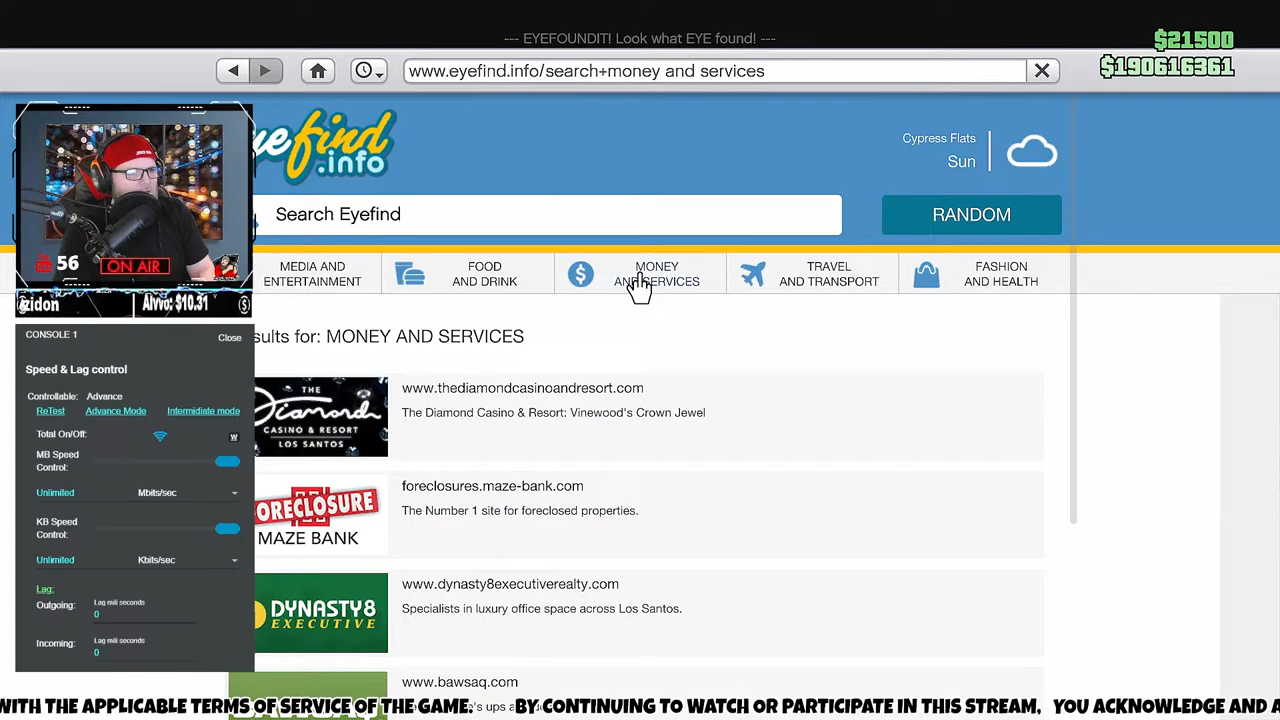 --- EYEFOUNDIT! Look what EYE found! ---
$21500
$190616361
www.eyefind.info/search+money and services
eyefind
.info
Cypress Flats
Sun
Search Eyefind
RANDOM
56
ON AIR
MEDIA AND
ENTERTAINMENT
FOOD
AND DRINK
MONEY
AND SERVICES
TRAVEL
AND TRANSPORT
FASHION
AND HEALTH
zidon
Alvvo: $10.31
sults for: MONEY AND SERVICES
CONSOLE 1
Close
Speed & Lag control
Controllable: Advance
ReTest Advance Mode Intermidiate mode
Total On/Off:
W
MB Speed
Control:
Unlimited Mbits/sec
KB Speed
Control:
Unlimited Kbits/sec
Lag:
Outgoing: Lag mili seconds
0
Incoming: Lag mili seconds
0
THE
Diamond
CASINO & RESORT
LOS SANTOS
www.thediamondcasinoandresort.com
The Diamond Casino & Resort: Vinewood's Crown Jewel
FORECLOSURE
MAZE BANK
foreclosures.maze-bank.com
The Number 1 site for foreclosed properties.
DYNASTY8
EXECUTIVE
www.dynasty8executiverealty.com
Specialists in luxury office space across Los Santos.
www.bawsaq.com
WITH THE APPLICABLE TERMS OF SERVICE OF THE GAME. BY CONTINUING TO WATCH OR PARTICIPATE IN THIS STREAM, YOU ACKNOWLEDGE AND A